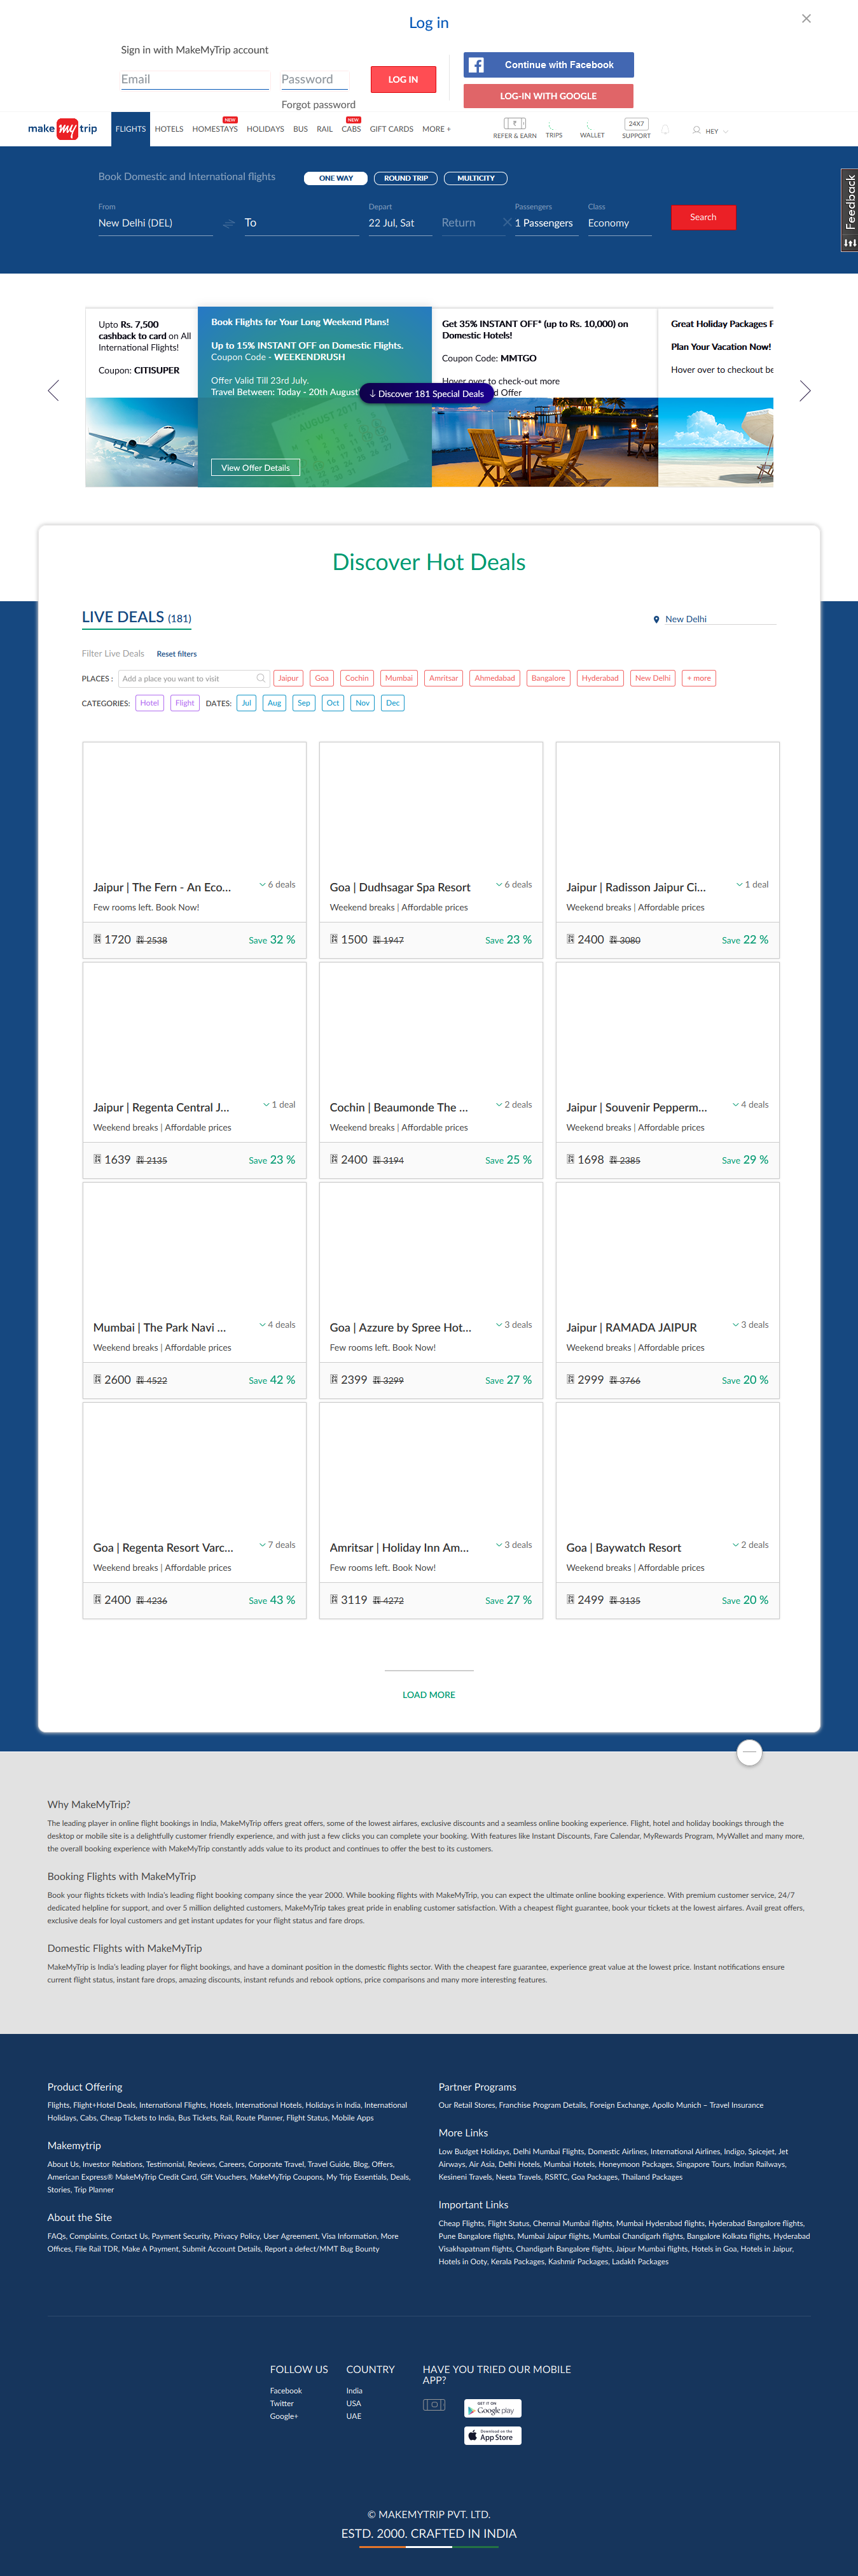 Log in
Sign in with MakeMyTrip account
Email
Password
LOG IN
Forgot password
Continue with Facebook
LOG-IN WITH GOOGLE
make my trip
FLIGHTS
HOTELS
NEW
HOMESTAYS
HOLIDAYS
BUS
RAIL
NEW
CABS
GIFT CARDS
MORE +
REFER & EARN
TRIPS
WALLET
24X7
SUPPORT
HEY
Feedback
Book Domestic and International flights
ONE WAY
ROUND TRIP
MULTICITY
From
New Delhi (DEL)
To
Depart
22 Jul, Sat
Return
Passengers
1 Passengers
Class
Economy
Search
Upto Rs. 7,500
cashback to card on All
International Flights!
Coupon: CITISUPER
Book Flights for Your Long Weekend Plans!
Up to 15% INSTANT OFF on Domestic Flights.
Coupon Code - WEEKENDRUSH
Offer Valid Till 23rd July.
Travel Between: Today - 20th August'
View Offer Details
Get 35% INSTANT OFF* (up to Rs. 10,000) on
Domestic Hotels!
Coupon Code: MMTGO
Hover over to check-out more
d Offer
Great Holiday Packages F
Plan Your Vacation Now!
Hover over to checkout be
↓ Discover 181 Special Deals
Discover Hot Deals
LIVE DEALS (181)
New Delhi
Filter Live Deals
Reset filters
PLACES :
Add a place you want to visit
Jaipur
Goa
Cochin
Mumbai
Amritsar
Ahmedabad
Bangalore
Hyderabad
New Delhi
+ more
CATEGORIES:
Hotel
Flight
DATES:
Jul
Aug
Sep
Oct
Nov
Dec
Jaipur | The Fern - An Eco...
6 deals
Few rooms left. Book Now!
1720 2538
Save 32 %
Goa | Dudhsagar Spa Resort
6 deals
Weekend breaks | Affordable prices
1500 1947
Save 23 %
Jaipur | Radisson Jaipur Ci...
1 deal
Weekend breaks | Affordable prices
2400 3080
Save 22 %
Jaipur | Regenta Central J...
1 deal
Weekend breaks | Affordable prices
1639 2135
Save 23 %
Cochin | Beaumonde The ...
2 deals
Weekend breaks | Affordable prices
2400 3194
Save 25 %
Jaipur | Souvenir Pepperm...
4 deals
Weekend breaks | Affordable prices
1698 2385
Save 29 %
Mumbai | The Park Navi ...
4 deals
Weekend breaks | Affordable prices
2600 4522
Save 42 %
Goa | Azzure by Spree Hot...
3 deals
Few rooms left. Book Now!
2399 3299
Save 27 %
Jaipur | RAMADA JAIPUR
3 deals
Weekend breaks | Affordable prices
2999 3766
Save 20 %
Goa | Regenta Resort Varc...
7 deals
Weekend breaks | Affordable prices
2400 4236
Save 43 %
Amritsar | Holiday Inn Am...
3 deals
Few rooms left. Book Now!
3119 4272
Save 27 %
Goa | Baywatch Resort
2 deals
Weekend breaks | Affordable prices
2499 3135
Save 20 %
LOAD MORE
Why MakeMyTrip?
The leading player in online flight bookings in India, MakeMyTrip offers great offers, some of the lowest airfares, exclusive discounts and a seamless online booking experience. Flight, hotel and holiday bookings through the
desktop or mobile site is a delightfully customer friendly experience, and with just a few clicks you can complete your booking. With features like Instant Discounts, Fare Calendar, MyRewards Program, MyWallet and many more,
the overall booking experience with MakeMyTrip constantly adds value to its product and continues to offer the best to its customers.
Booking Flights with MakeMyTrip
Book your flights tickets with India's leading flight booking company since the year 2000. While booking flights with MakeMyTrip, you can expect the ultimate online booking experience. With premium customer service, 24/7
dedicated helpline for support, and over 5 million delighted customers, MakeMyTrip takes great pride in enabling customer satisfaction. With a cheapest flight guarantee, book your tickets at the lowest airfares. Avail great offers,
exclusive deals for loyal customers and get instant updates for your flight status and fare drops.
Domestic Flights with MakeMyTrip
MakeMyTrip is India's leading player for flight bookings, and have a dominant position in the domestic flights sector. With the cheapest fare guarantee, experience great value at the lowest price. Instant notifications ensure
current flight status, instant fare drops, amazing discounts, instant refunds and rebook options, price comparisons and many more interesting features.
Product Offering
Flights, Flight+Hotel Deals, International Flights, Hotels, International Hotels, Holidays in India, International
Holidays, Cabs, Cheap Tickets to India, Bus Tickets, Rail, Route Planner, Flight Status, Mobile Apps
Makemytrip
About Us, Investor Relations, Testimonial, Reviews, Careers, Corporate Travel, Travel Guide, Blog, Offers,
American Express® MakeMyTrip Credit Card, Gift Vouchers, MakeMyTrip Coupons, My Trip Essentials, Deals,
Stories, Trip Planner
About the Site
FAQs, Complaints, Contact Us, Payment Security, Privacy Policy, User Agreement, Visa Information, More
Offices, File Rail TDR, Make A Payment, Submit Account Details, Report a defect/MMT Bug Bounty
Partner Programs
Our Retail Stores, Franchise Program Details, Foreign Exchange, Apollo Munich – Travel Insurance
More Links
Low Budget Holidays, Delhi Mumbai Flights, Domestic Airlines, International Airlines, Indigo, Spicejet, Jet
Airways, Air Asia, Delhi Hotels, Mumbai Hotels, Honeymoon Packages, Singapore Tours, Indian Railways,
Kesineni Travels, Neeta Travels, RSRTC, Goa Packages, Thailand Packages
Important Links
Cheap Flights, Flight Status, Chennai Mumbai flights, Mumbai Hyderabad flights, Hyderabad Bangalore flights,
Pune Bangalore flights, Mumbai Jaipur flights, Mumbai Chandigarh flights, Bangalore Kolkata flights, Hyderabad
Visakhapatnam flights, Chandigarh Bangalore flights, Jaipur Mumbai flights, Hotels in Goa, Hotels in Jaipur,
Hotels in Ooty, Kerala Packages, Kashmir Packages, Ladakh Packages
FOLLOW US
Facebook
Twitter
Google+
COUNTRY
India
USA
UAE
HAVE YOU TRIED OUR MOBILE
APP?
GET IT ON
Google play
Download on the
App Store
© MAKEMYTRIP PVT. LTD.
ESTD. 2000. CRAFTED IN INDIA